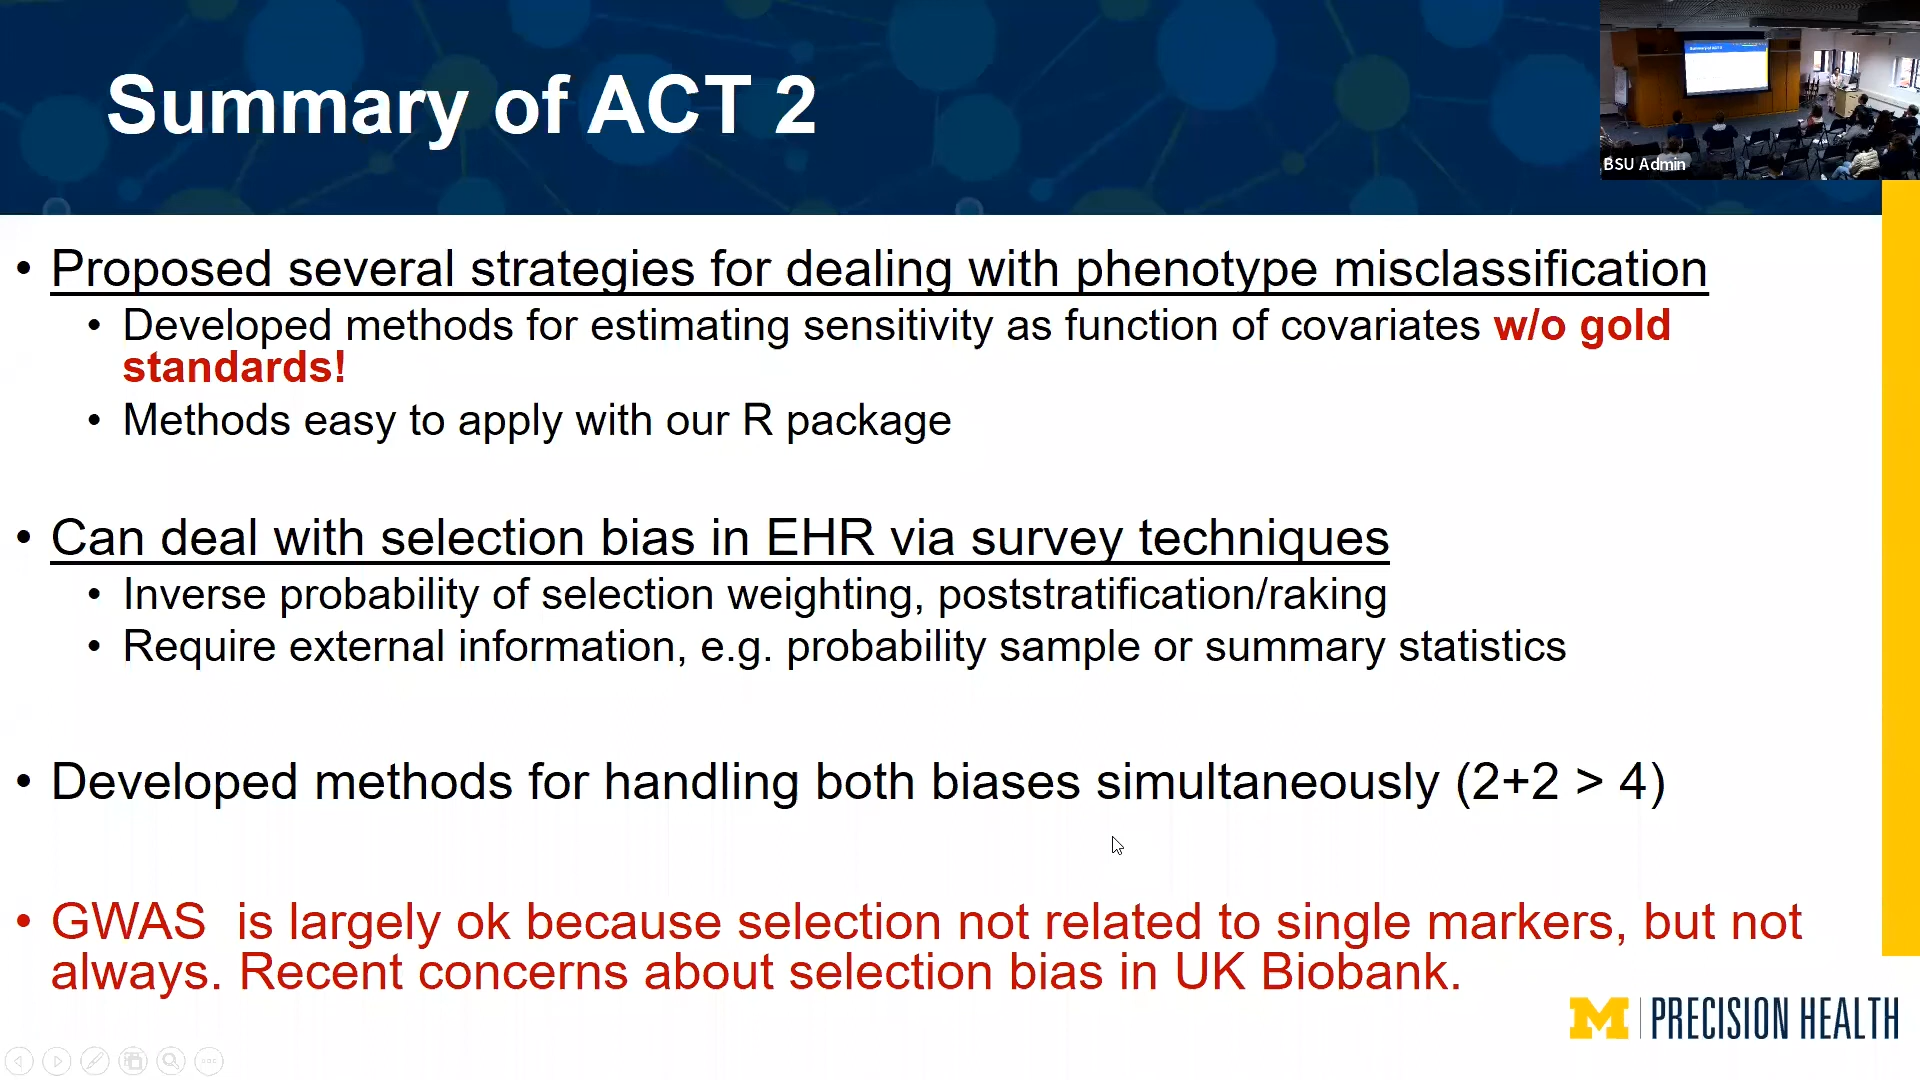 Summary of ACT 2
BSU Admin
• Proposed several strategies for dealing with phenotype misclassification
• Developed methods for estimating sensitivity as function of covariates w/o gold
standards!
• Methods easy to apply with our R package
• Can deal with selection bias in EHR via survey techniques
• Inverse probability of selection weighting, poststratification/raking
• Require external information, e.g. probability sample or summary statistics
• Developed methods for handling both biases simultaneously (2+2 > 4)
• GWAS is largely ok because selection not related to single markers, but not
always. Recent concerns about selection bias in UK Biobank.
M PRECISION HEALTH